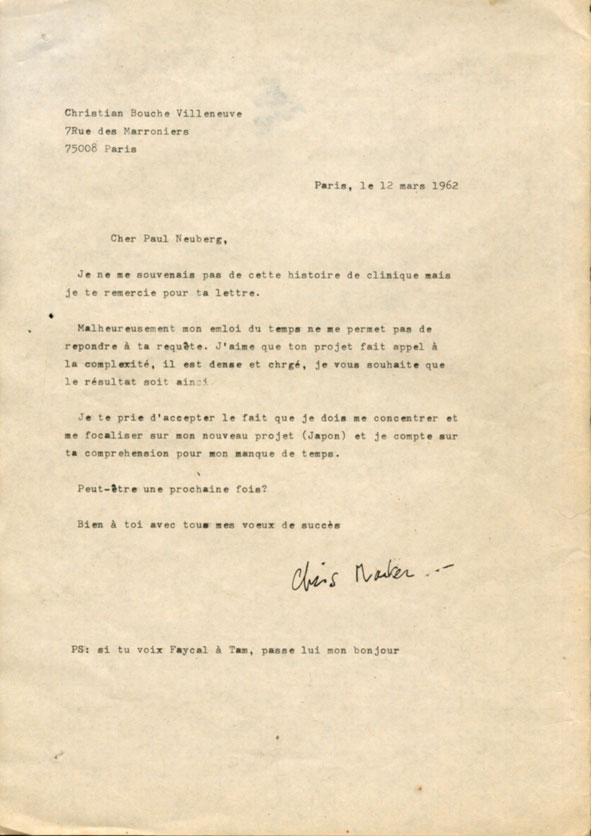 Christian Bouche Villeneuve
7Rue des Marroniers
75008 Paris
Paris, le 12 mars 1962
Cher Paul Neuberg,
Je ne me souvenais pas de cette histoire de clinique mais
je te remercie pour ta lettre.
Malheureusement mon emloi du temps ne me permet pas de
repondre à ta requête. J'aime que ton projet fait appel à
la complexité, il est dense et chrgé, je vous souhaite que
le résultat soit ainsi.
Je te prie d'accepter le fait que je dois me concentrer et
me focaliser sur mon nouveau projet (Japon) et je compte sur
ta comprehension pour mon manque de temps.
Peut-être une prochaine fois?
Bien à toi avec tous mes voeux de succès
Chris Marker ...-
PS: si tu voix Faycal à Tam, passe lui mon bonjour